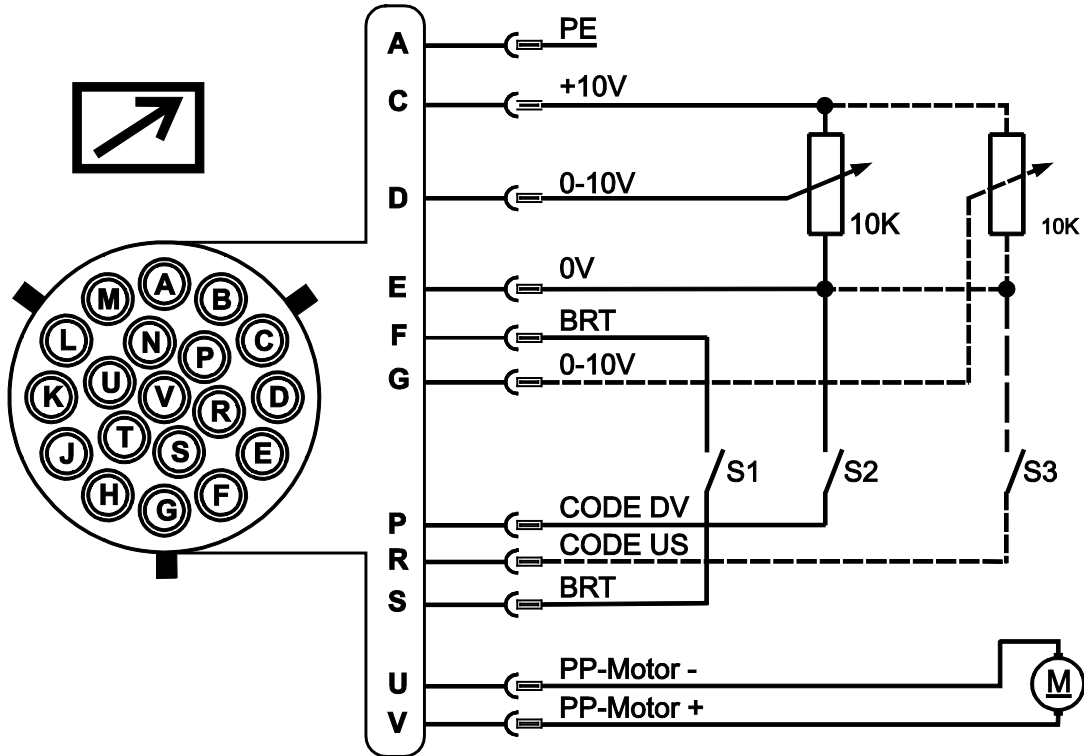 A PE
C +10V
D 0-10V
10K
10K
E 0V
F BRT
G 0-10V
S1
S2
S3
P CODE DV
R CODE US
S BRT
U PP-Motor -
V PP-Motor +
M
A
M B
L N P C
K U V R D
J T S E
H G F